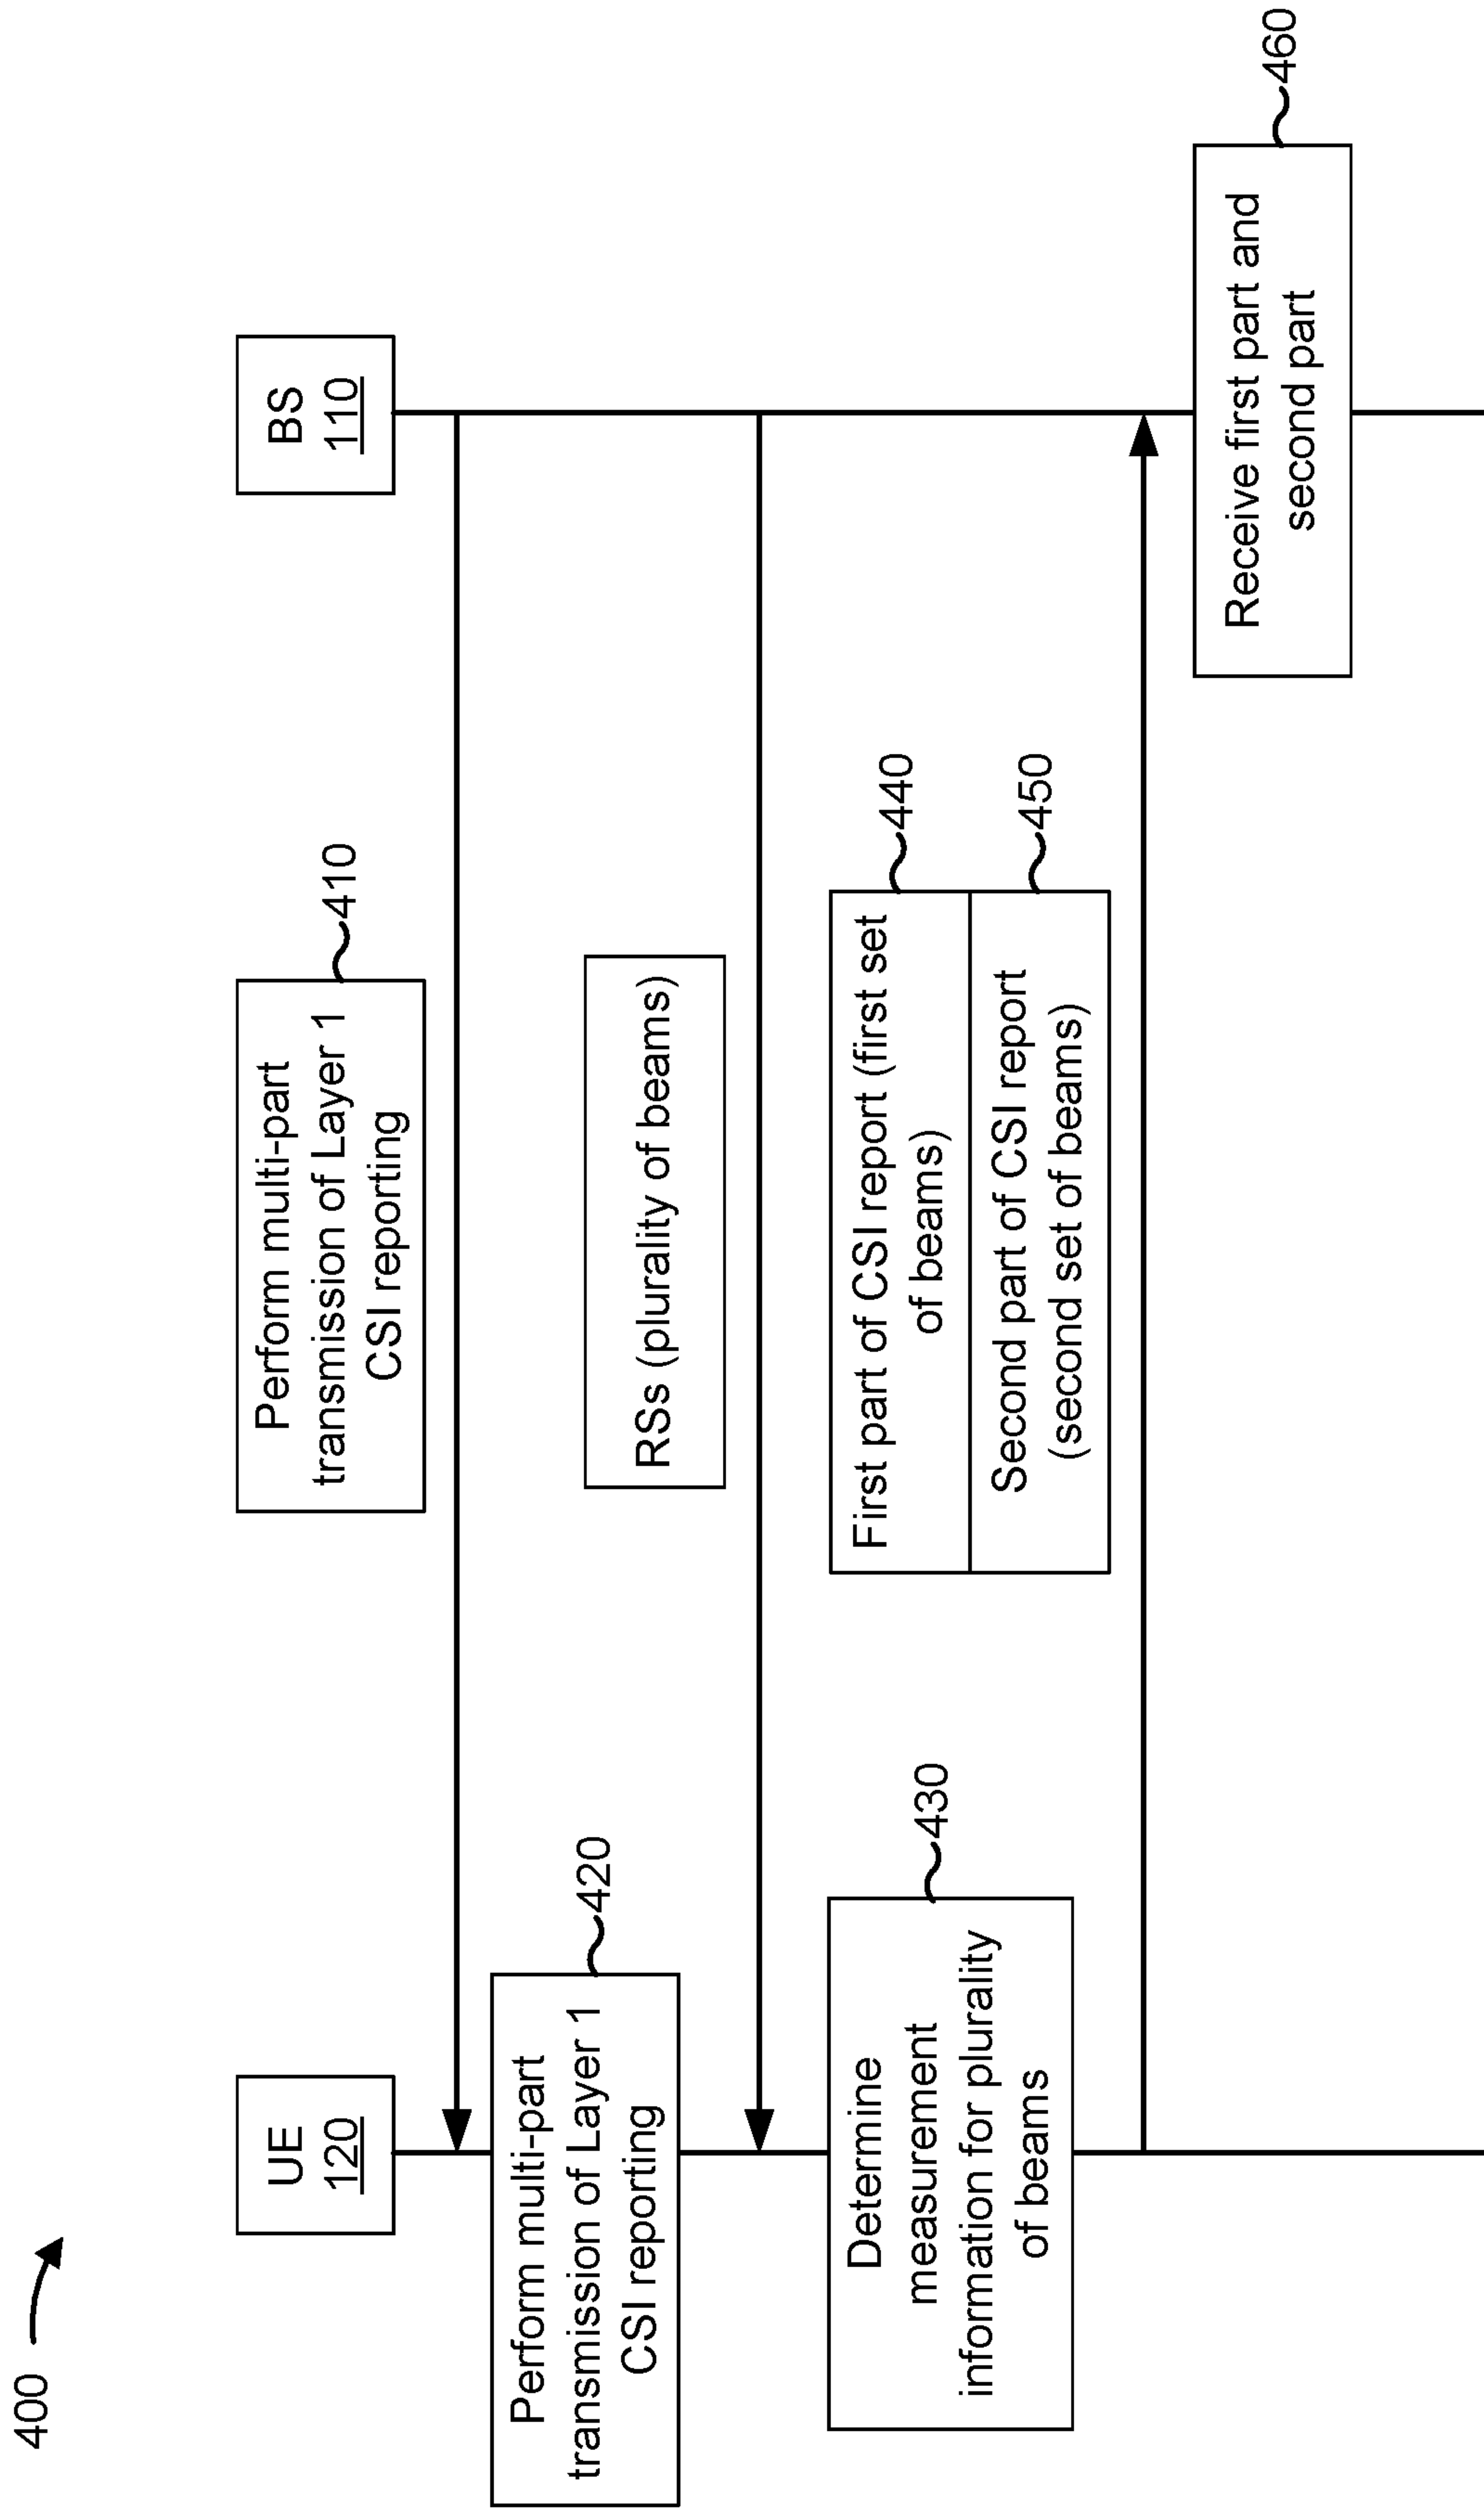 400
UE
120
BS
110
Perform multi-part
transmission of Layer 1
CSI reporting
410
Perform multi-part
transmission of Layer 1
CSI reporting
420
RSs (plurality of beams)
Determine
measurement
information for plurality
of beams
430
First part of CSI report (first set
of beams)
440
Second part of CSI report
(second set of beams)
450
Receive first part and
second part
460